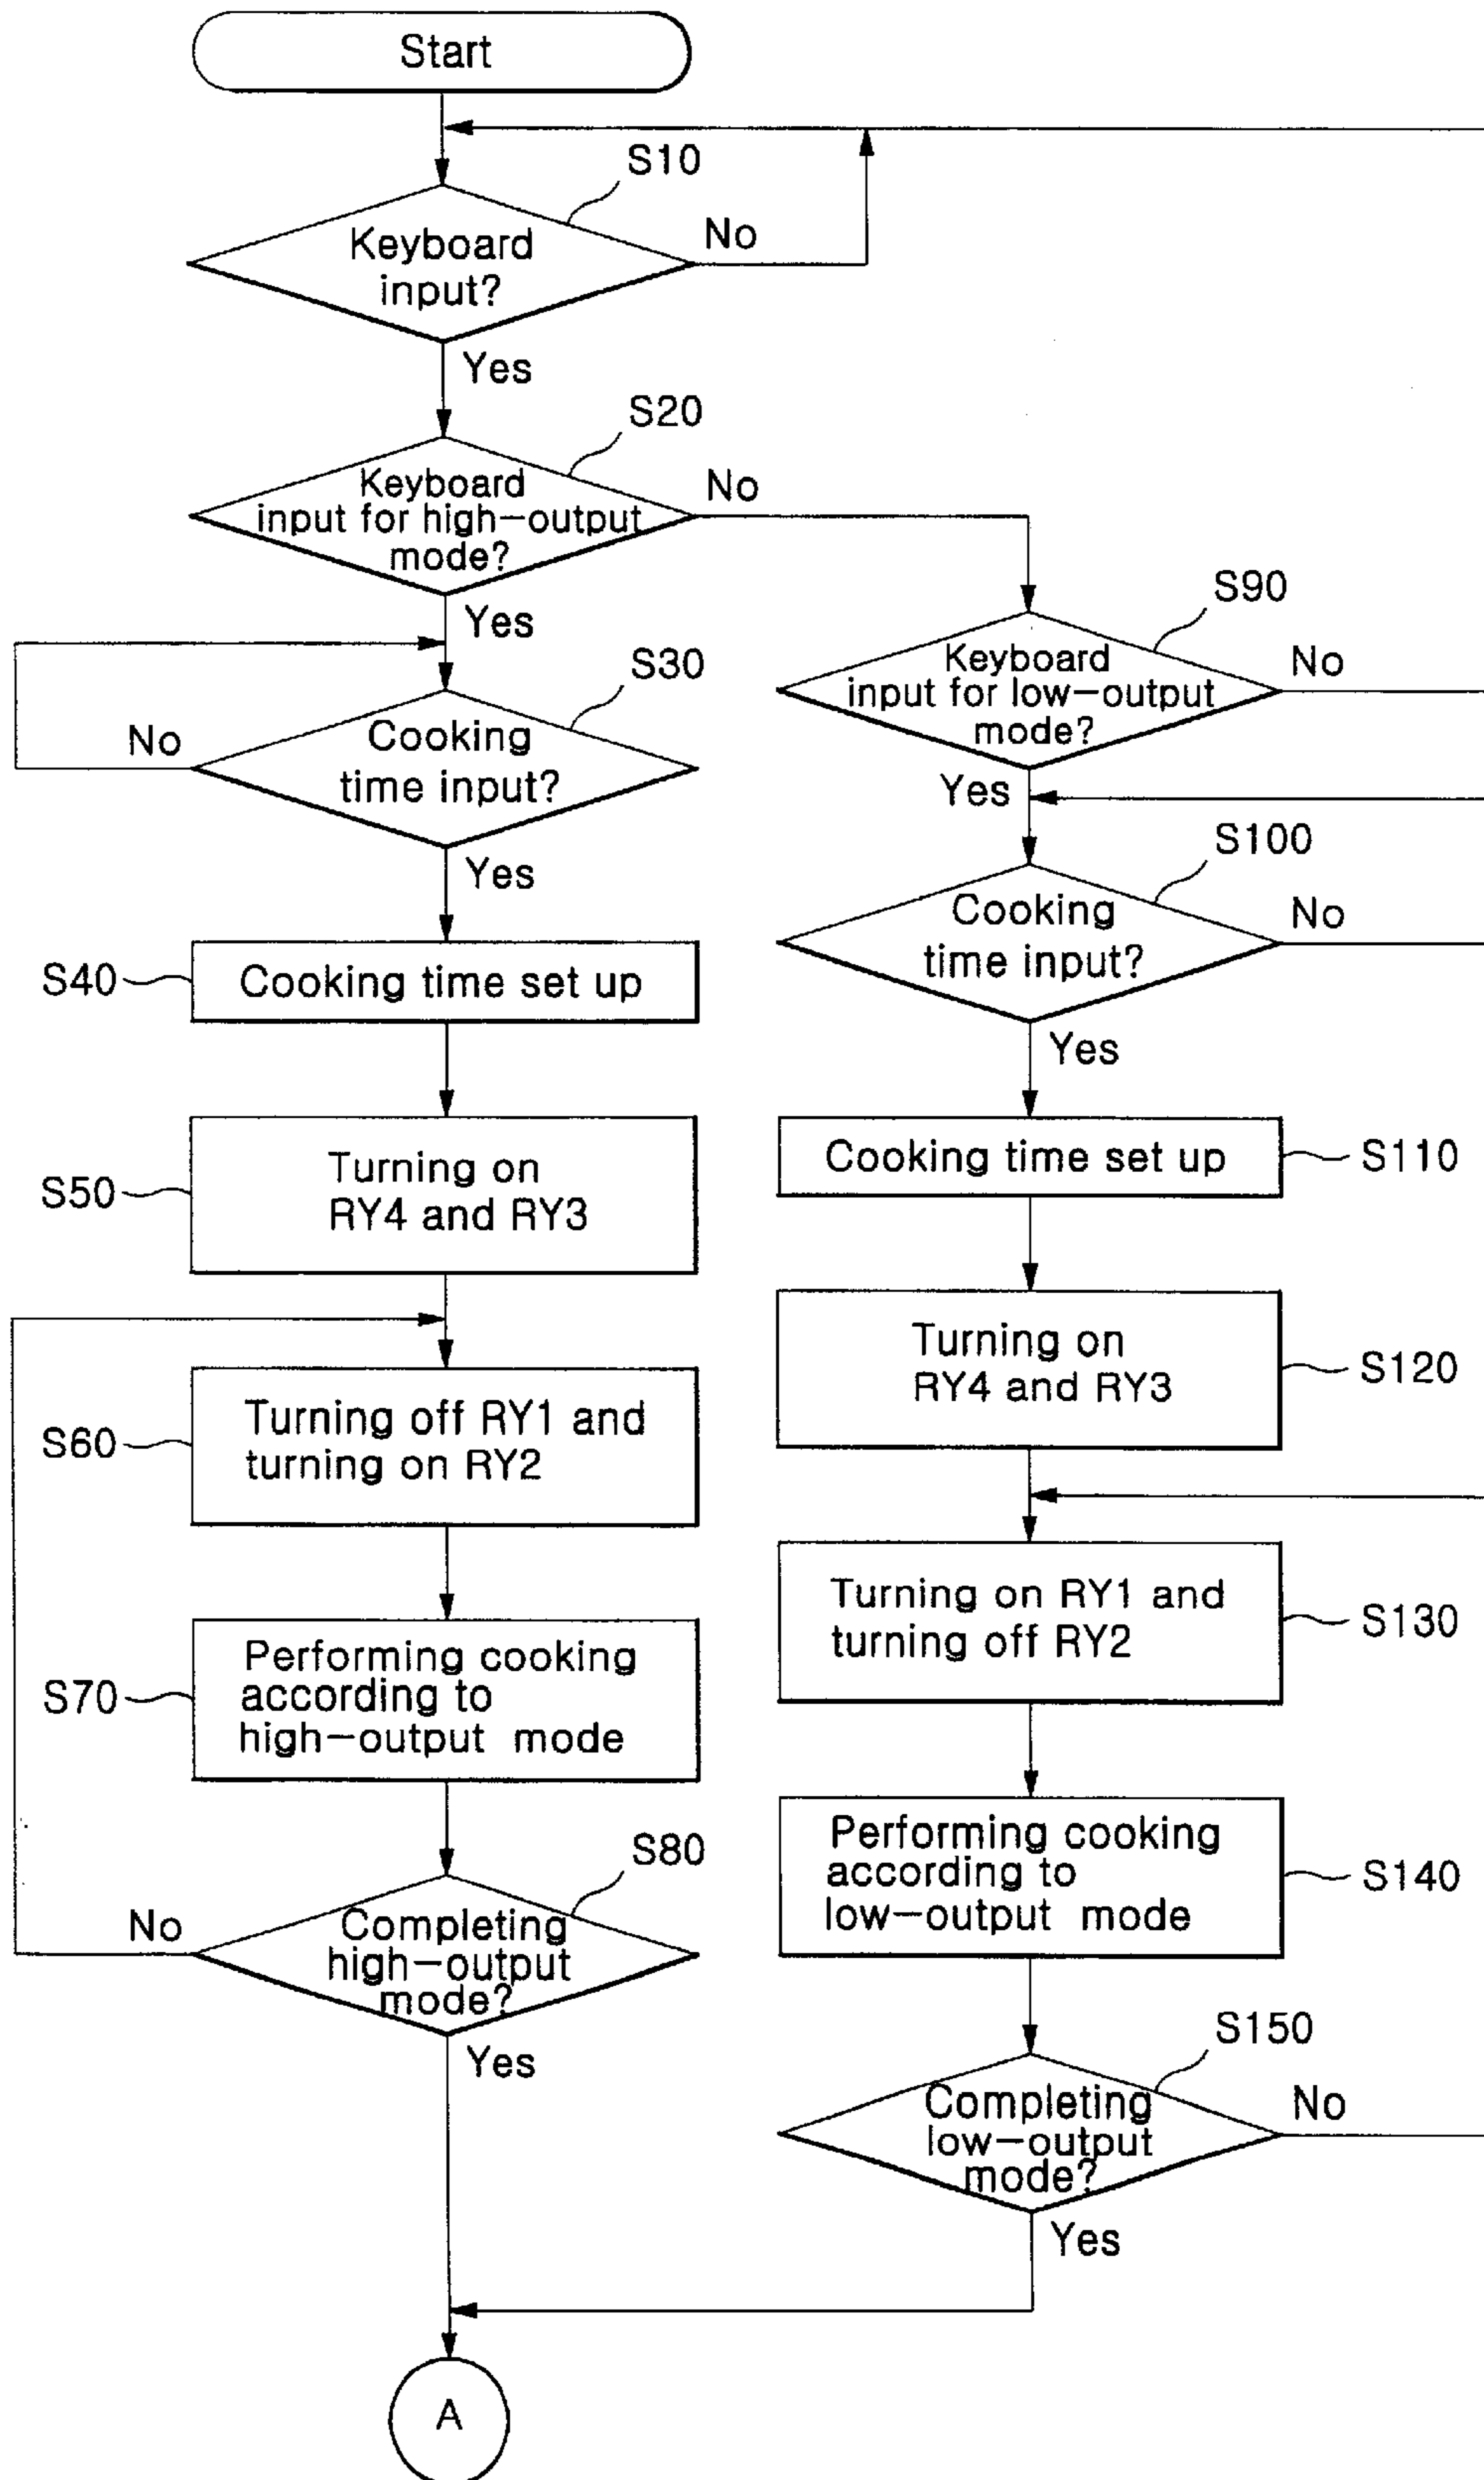 Start
S10
Keyboard
input?
No
Yes
S20
Keyboard
input for high-output
mode?
No
Yes
S30
Cooking
time input?
No
Yes
S40
Cooking time set up
S50
Turning on
RY4 and RY3
S60
Turning off RY1 and
turning on RY2
S70
Performing cooking
according to
high-output mode
S80
Completing
high-output
mode?
No
Yes
S90
Keyboard
input for low-output
mode?
No
Yes
S100
Cooking
time input?
No
Yes
Cooking time set up
S110
Turning on
RY4 and RY3
S120
Turning on RY1 and
turning off RY2
S130
Performing cooking
according to
low-output mode
S140
S150
Completing
low-output
mode?
No
Yes
A